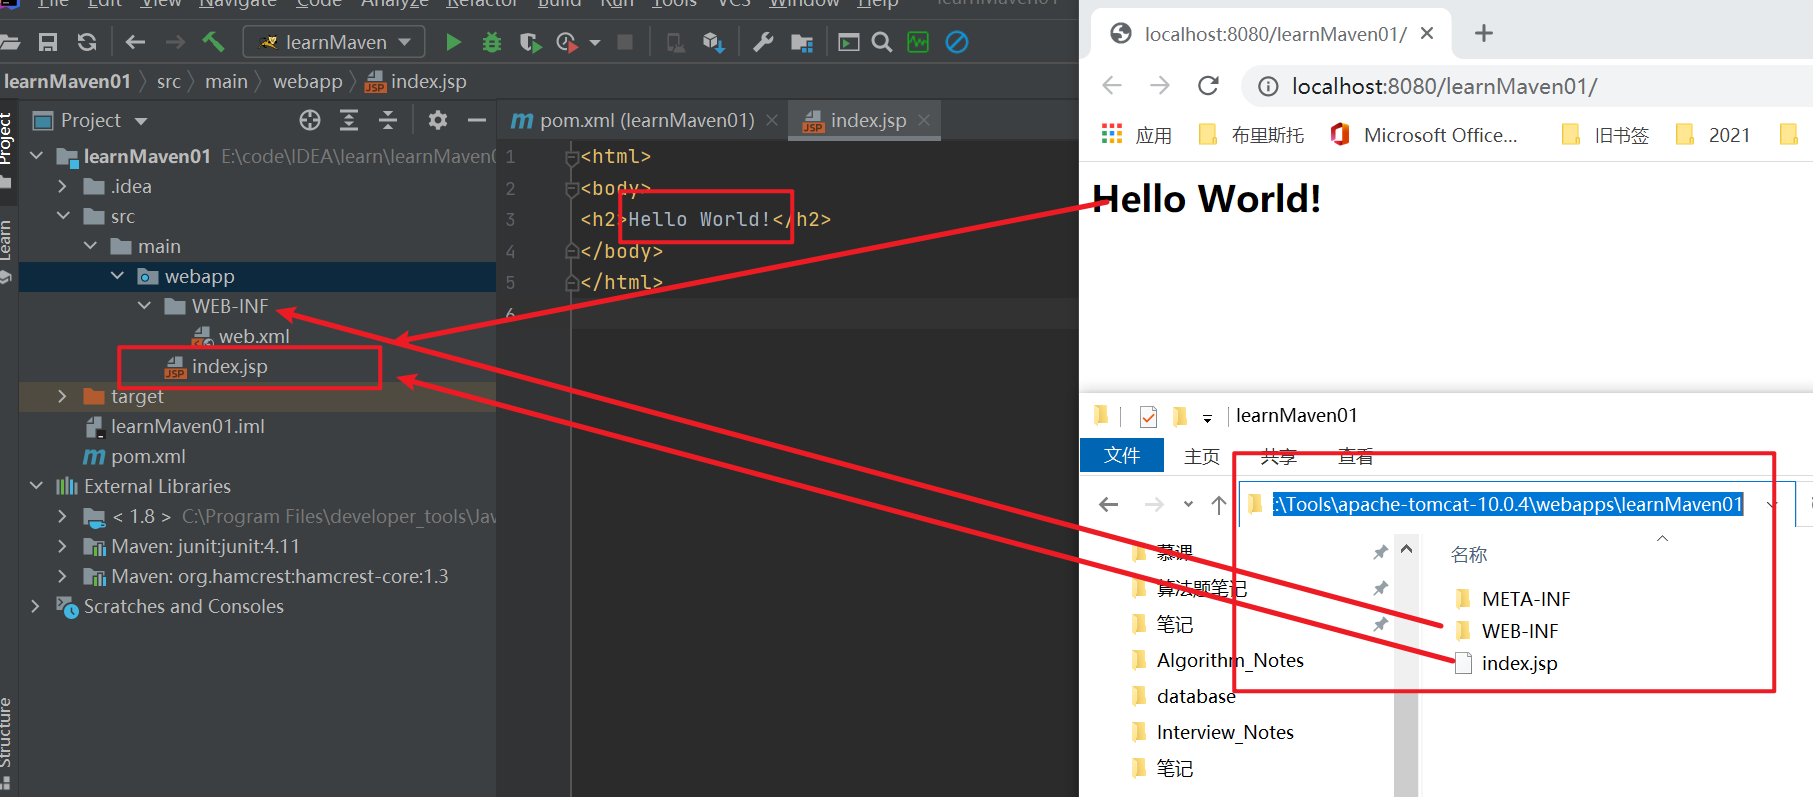 File Edit View Navigate Code Analyze Refactor Build Run Tools VCS Window Help learnMaven01
learnMaven
learnMaven01 src main webapp index.jsp
Project
Project
Learn
Structure
learnMaven01 E:\code\IDEA\learn\learnMaven0
.idea
src
main
webapp
WEB-INF
web.xml
index.jsp
target
learnMaven01.iml
pom.xml
External Libraries
< 1.8 > C:\Program Files\developer_tools\Jav
Maven: junit:junit:4.11
Maven: org.hamcrest:hamcrest-core:1.3
Scratches and Consoles
pom.xml (learnMaven01) index.jsp
1 <html>
2 <body>
3 <h2>Hello World!</h2>
4 </body>
5 </html>
6
localhost:8080/learnMaven01/
localhost:8080/learnMaven01/
应用 布里斯托 Microsoft Office... 旧书签 2021
Hello World!
learnMaven01
文件 主页 共享 查看
:\Tools\apache-tomcat-10.0.4\webapps\learnMaven01
慕课
算法题笔记
笔记
Algorithm_Notes
database
Interview_Notes
笔记
名称
META-INF
WEB-INF
index.jsp